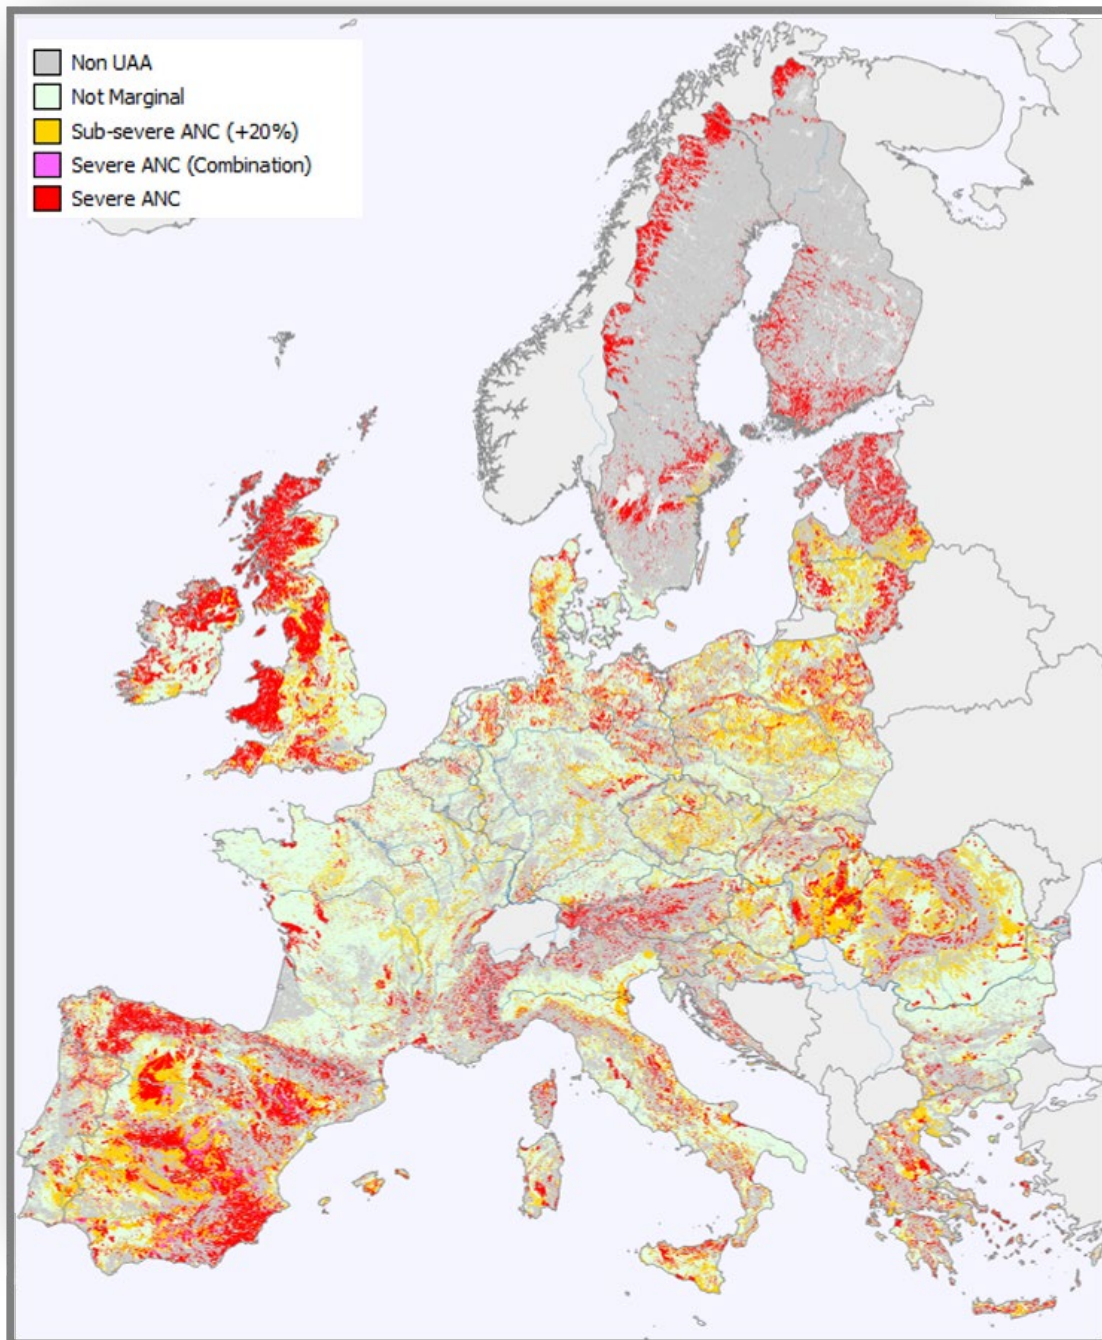 Non UAA
Not Marginal
Sub-severe ANC (+20%)
Severe ANC (Combination)
Severe ANC